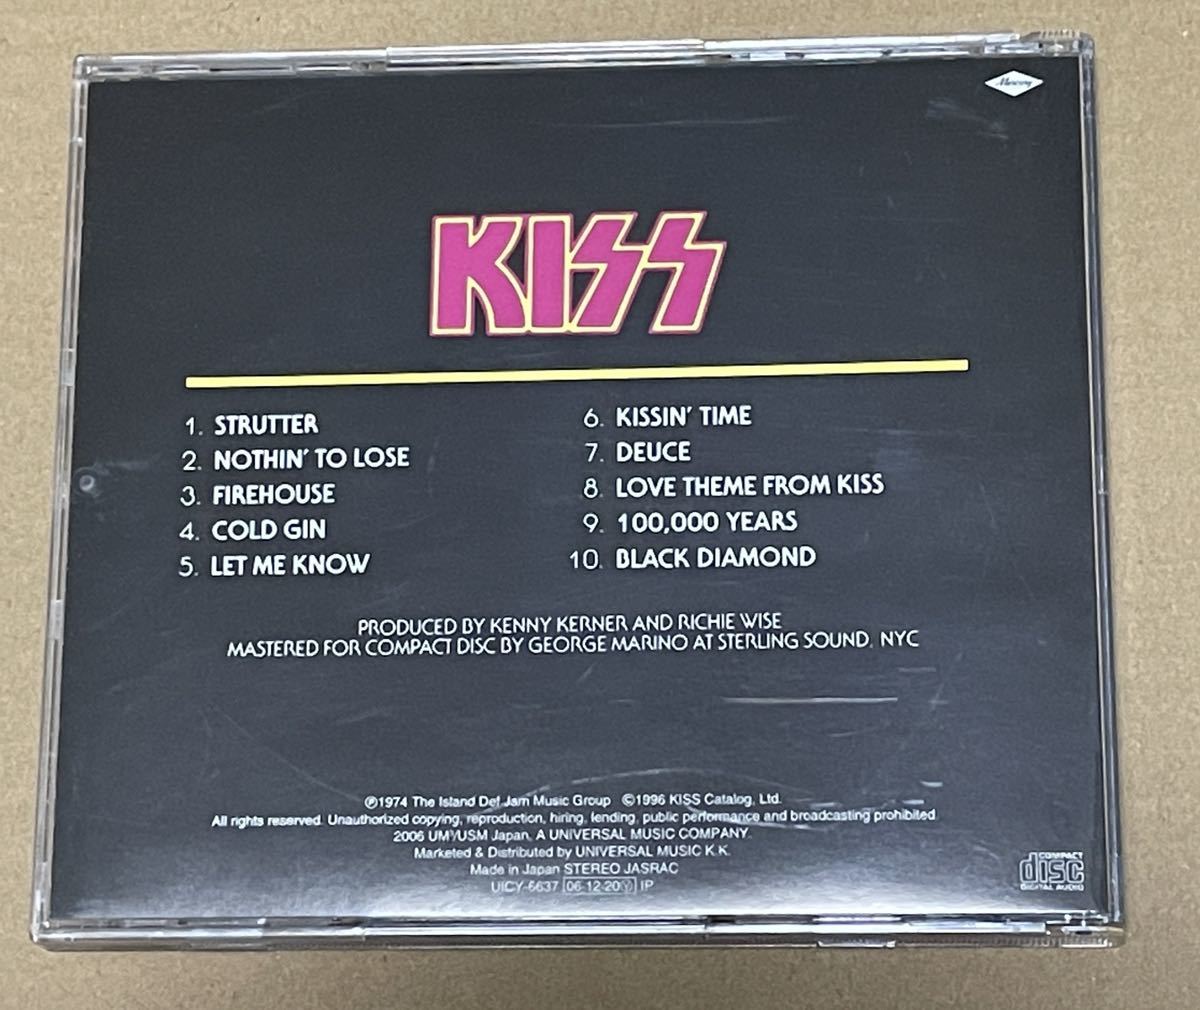 Mercury
KISS
1. STRUTTER
2. NOTHIN' TO LOSE
3. FIREHOUSE
4. COLD GIN
5. LET ME KNOW
6. KISSIN' TIME
7. DEUCE
8. LOVE THEME FROM KISS
9. 100,000 YEARS
10. BLACK DIAMOND
PRODUCED BY KENNY KERNER AND RICHIE WISE
MASTERED FOR COMPACT DISC BY GEORGE MARINO AT STERLING SOUND, NYC
℗1974 The Island Def Jam Music Group ©1996 KISS Catalog, Ltd.
All rights reserved. Unauthorized copying, reproduction, hiring, lending, public performance and broadcasting prohibited.
2006 UM³/USM Japan, A UNIVERSAL MUSIC COMPANY.
Marketed & Distributed by UNIVERSAL MUSIC K.K.
Made in Japan STEREO JASRAC
UICY-6637 06·12·20Ⓨ IP
COMPACT
disc
DIGITAL AUDIO